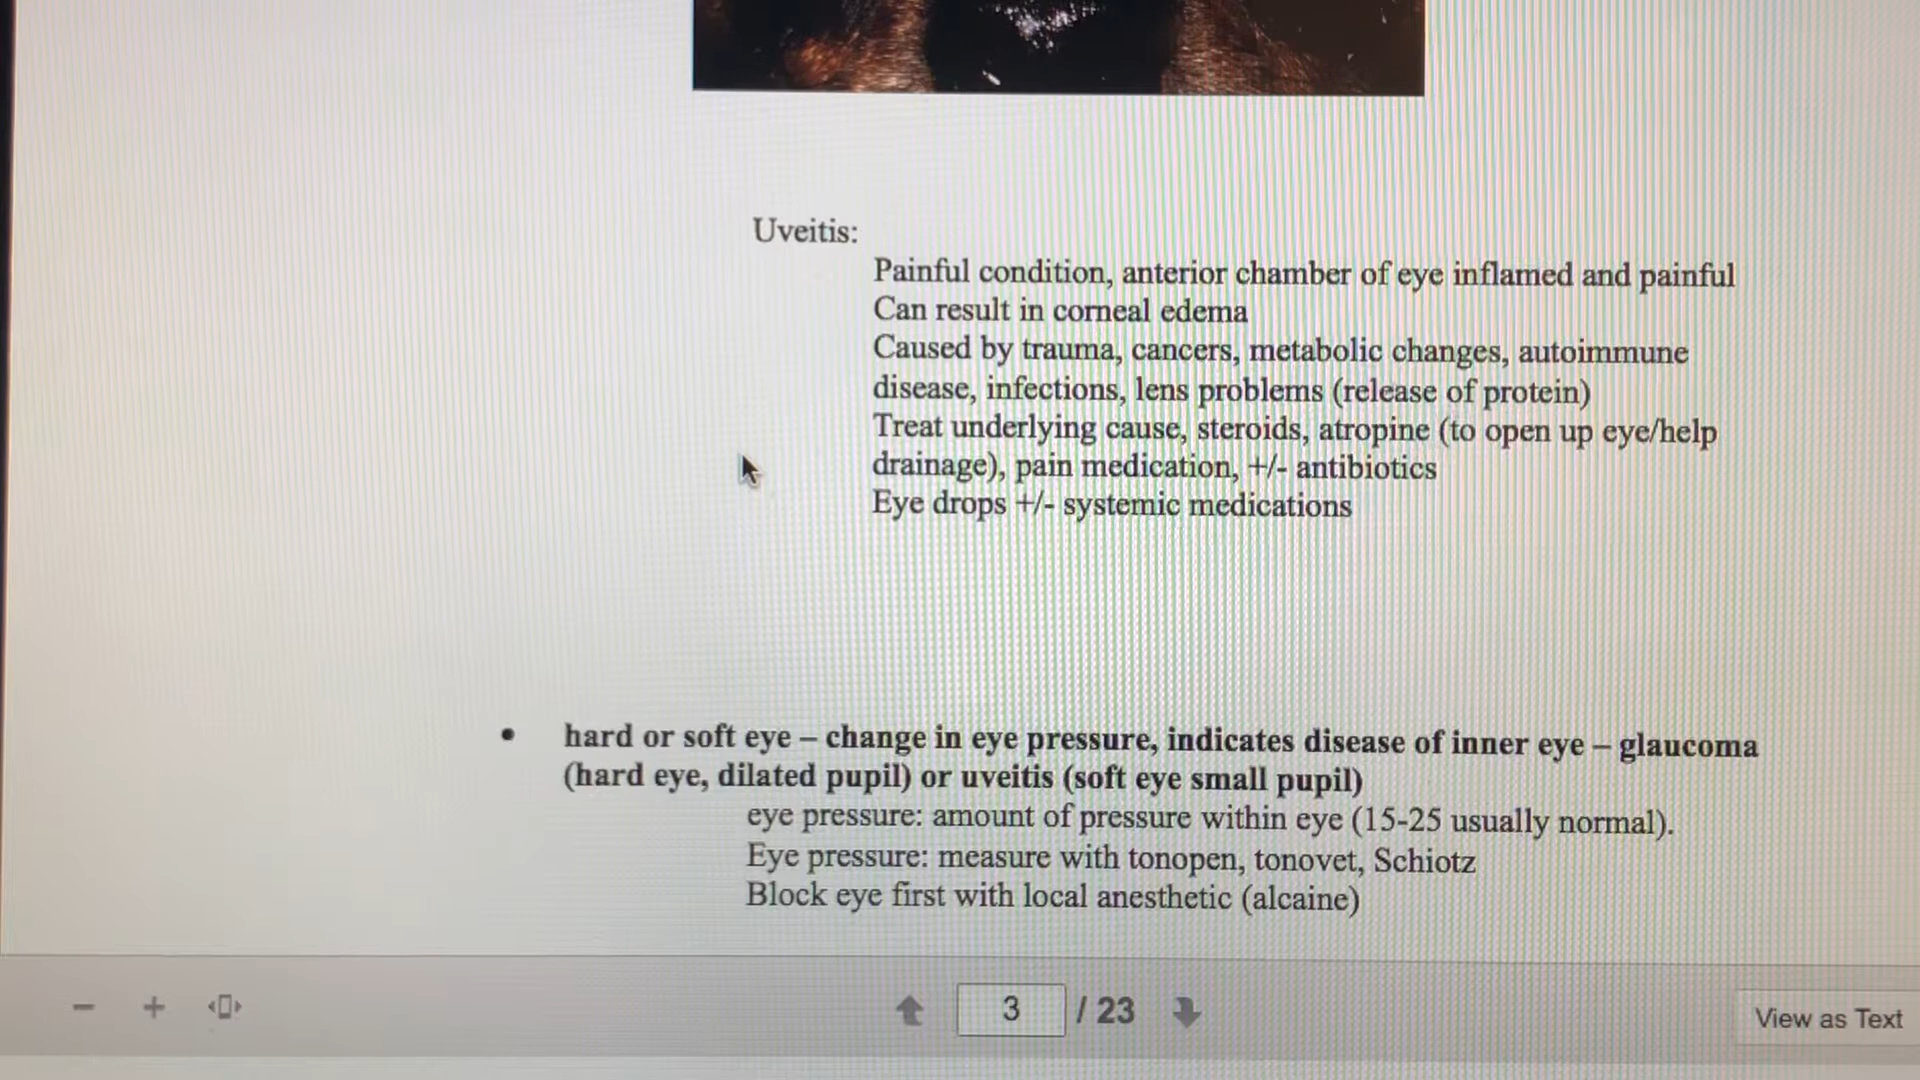 Uveitis:
Painful condition, anterior chamber of eye inflamed and painful
Can result in corneal edema
Caused by trauma, cancers, metabolic changes, autoimmune
disease, infections, lens problems (release of protein)
Treat underlying cause, steroids, atropine (to open up eye/help
drainage), pain medication, +/- antibiotics
Eye drops +/- systemic medications
• hard or soft eye – change in eye pressure, indicates disease of inner eye – glaucoma
(hard eye, dilated pupil) or uveitis (soft eye small pupil)
eye pressure: amount of pressure within eye (15-25 usually normal).
Eye pressure: measure with tonopen, tonovet, Schiotz
Block eye first with local anesthetic (alcaine)
3 / 23
View as Text